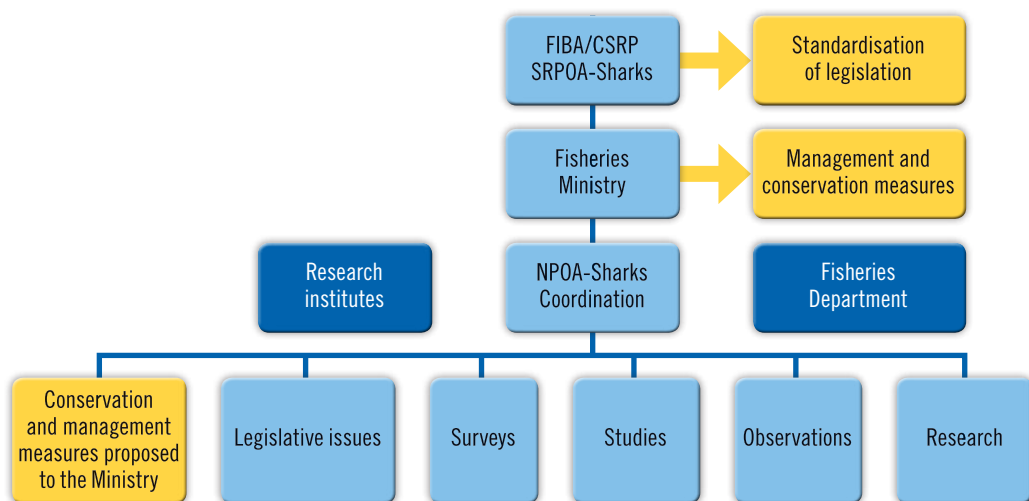 FIBA/CSRP
SRPOA-Sharks
Standardisation
of legislation
Fisheries
Ministry
Management and
conservation measures
Research
institutes
NPOA-Sharks
Coordination
Fisheries
Department
Conservation
and management
measures proposed
to the Ministry
Legislative issues
Surveys
Studies
Observations
Research